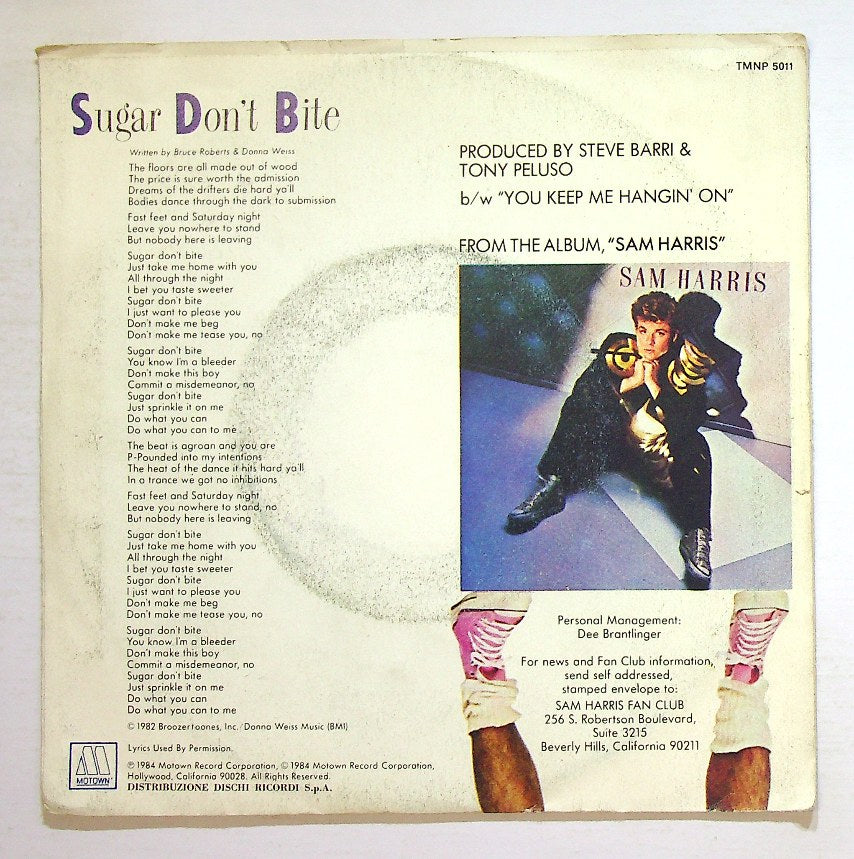 TMNP 5011
Sugar Don't Bite
Written by Bruce Roberts & Donna Weiss
The floors are all made out of wood
The price is sure worth the admission
Dreams of the drifters die hard ya'll
Bodies dance through the dark to submission
Fast feet and Saturday night
Leave you nowhere to stand
But nobody here is leaving
Sugar don't bite
Just take me home with you
All through the night
I bet you taste sweeter
Sugar don't bite
I just want to please you
Don't make me beg
Don't make me tease you, no
Sugar don't bite
You know I'm a bleeder
Don't make this boy
Commit a misdemeanor, no
Sugar don't bite
Just sprinkle it on me
Do what you can
Do what you can to me
The beat is agroan and you are
P-Pounded into my intentions
The heat of the dance it hits hard ya'll
In a trance we got no inhibitions
Fast feet and Saturday night
Leave you nowhere to stand, no
But nobody here is leaving
Sugar don't bite
Just take me home with you
All through the night
I bet you taste sweeter
Sugar don't bite
I just want to please you
Don't make me beg
Don't make me tease you, no
Sugar don't bite
You know I'm a bleeder
Don't make this boy
Commit a misdemeanor, no
Sugar don't bite
Just sprinkle it on me
Do what you can
Do what you can to me
© 1982 Broozertoones, Inc./Donna Weiss Music (BMI)
Lyrics Used By Permission.
℗ 1984 Motown Record Corporation, © 1984 Motown Record Corporation,
Hollywood, California 90028. All Rights Reserved.
DISTRIBUZIONE DISCHI RICORDI S.p.A.
MOTOWN
PRODUCED BY STEVE BARRI &
TONY PELUSO
b/w "YOU KEEP ME HANGIN' ON"
FROM THE ALBUM, "SAM HARRIS"
SAM HARRIS
Personal Management:
Dee Brantlinger
For news and Fan Club information,
send self addressed,
stamped envelope to:
SAM HARRIS FAN CLUB
256 S. Robertson Boulevard,
Suite 3215
Beverly Hills, California 90211